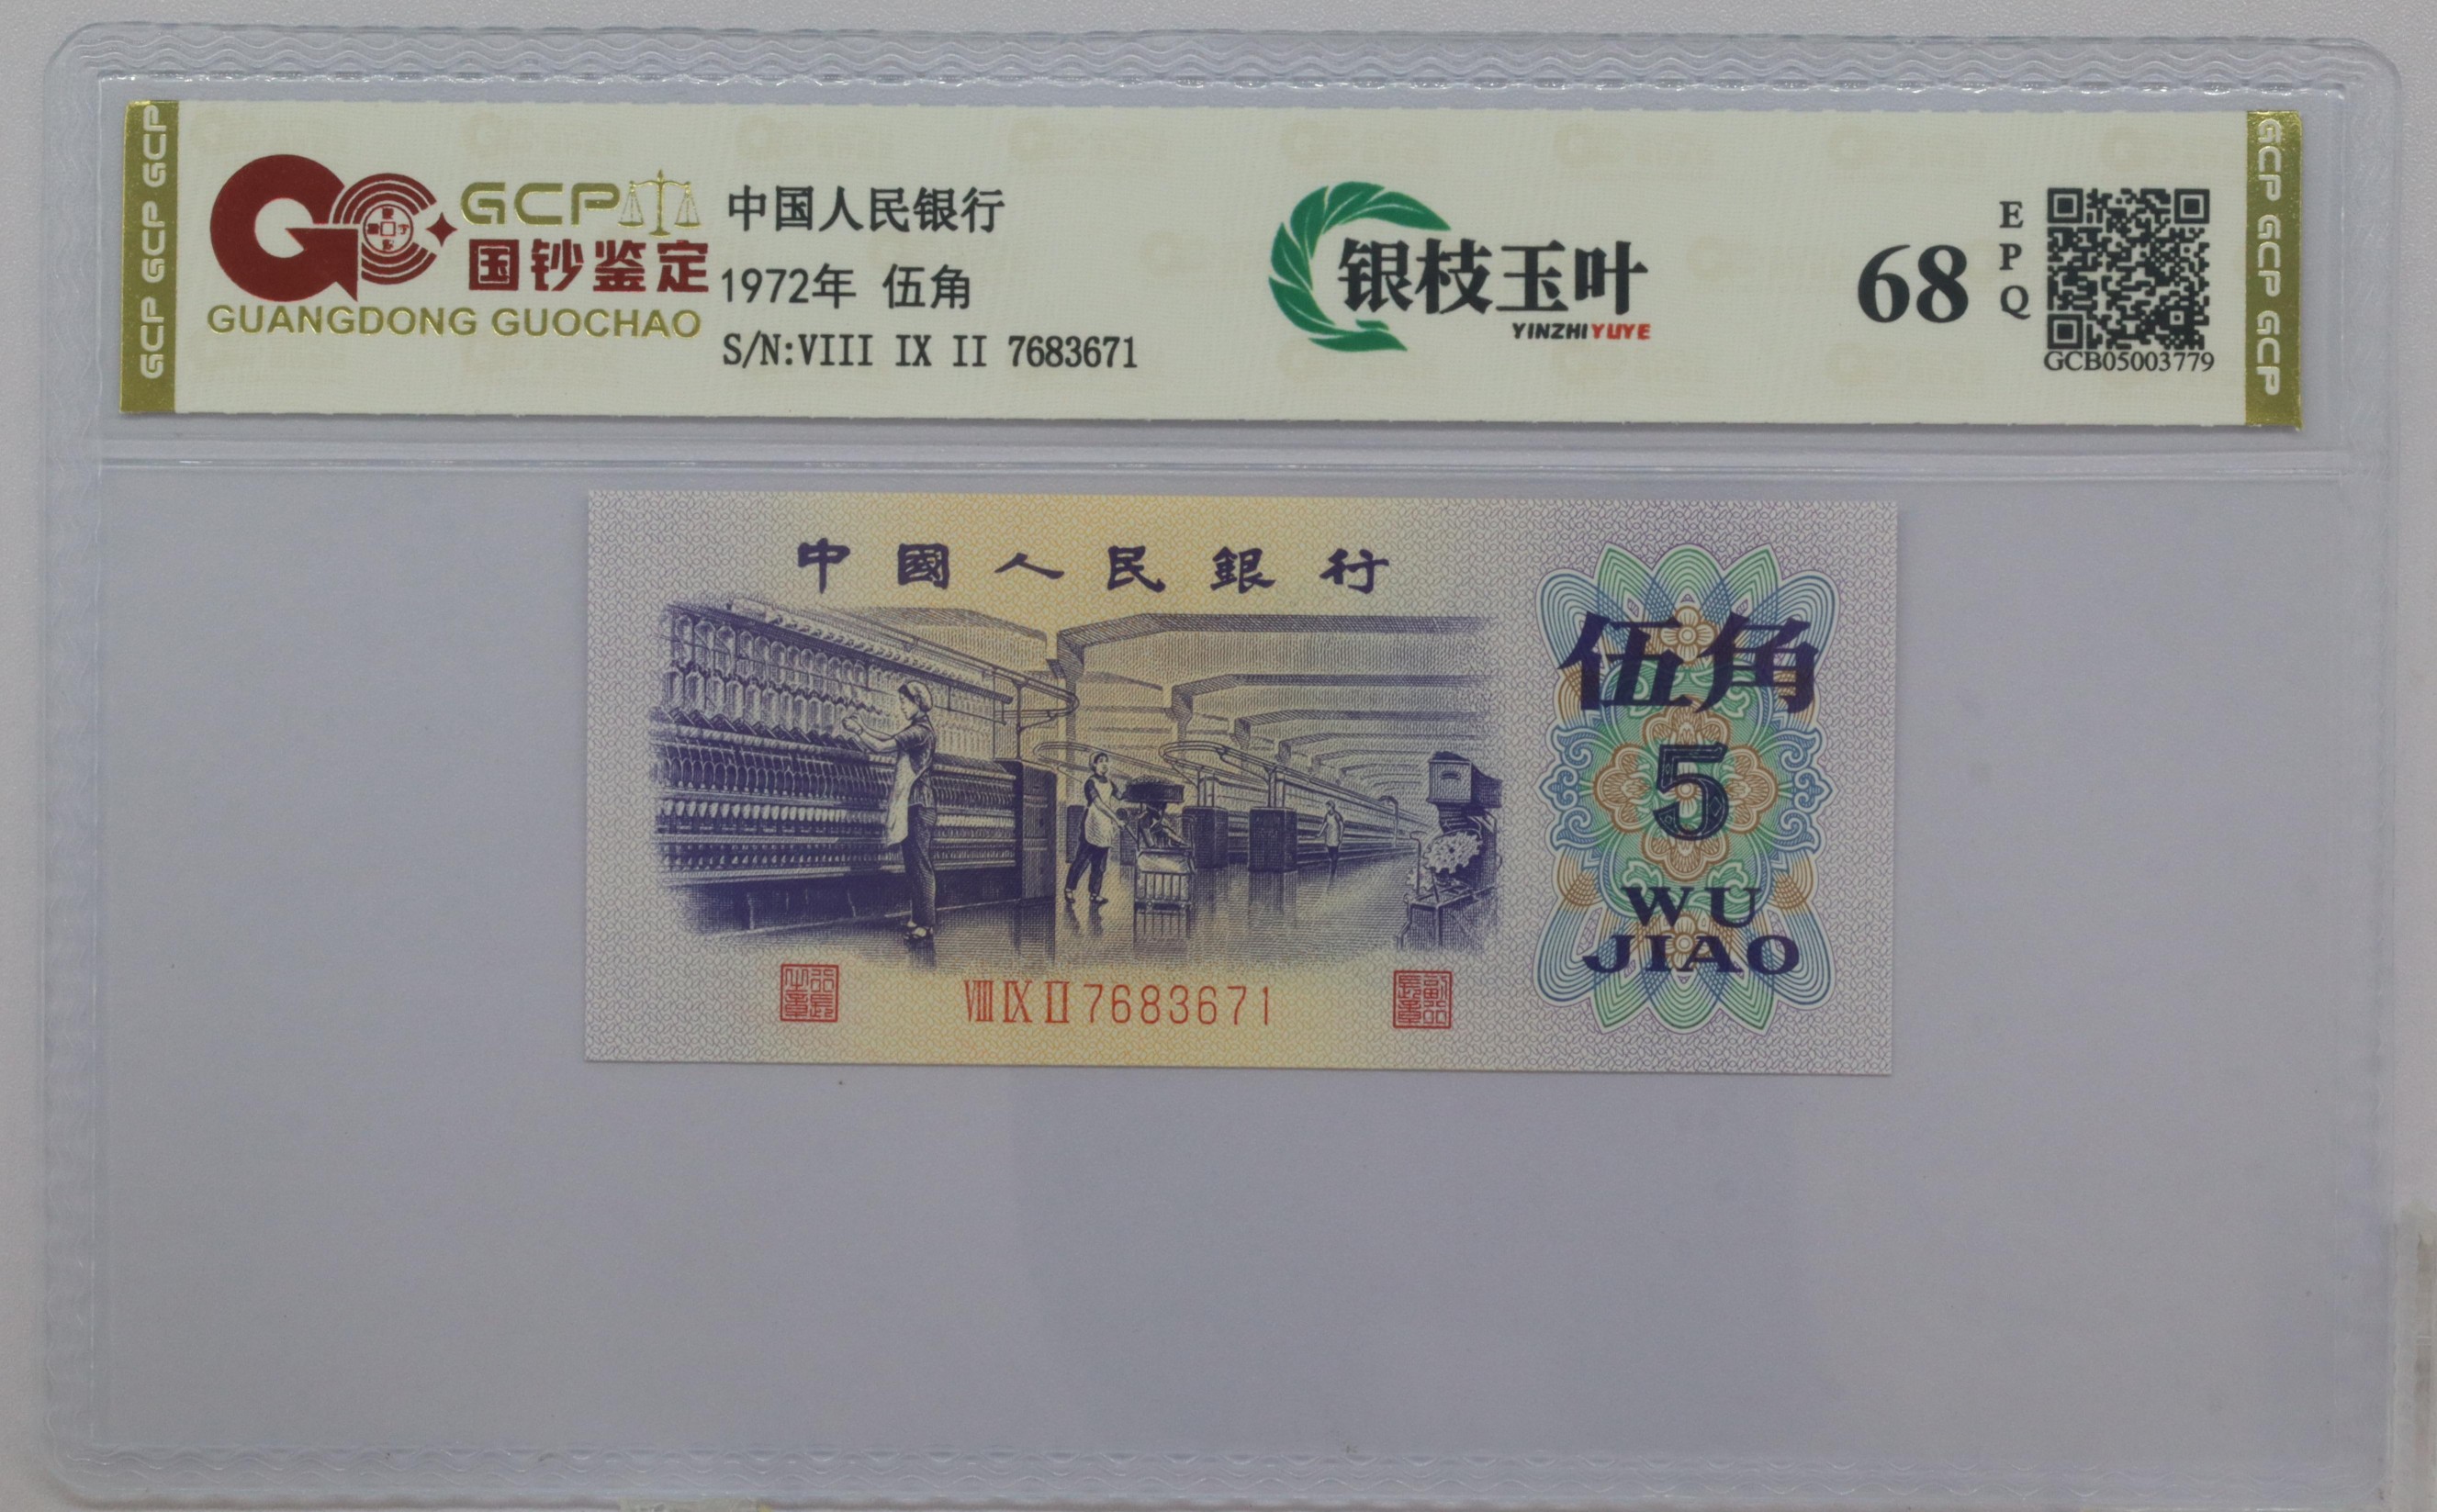 GCP GCP GCP
GCP
国钞鉴定
GUANGDONG GUOCHAO
中国人民银行
1972年 伍角
S/N:VIII IX II 7683671
银枝玉叶
YINZHIYUYE
68
EPQ
GCB05003779
GCP GCP GCP
中國人民銀行
伍角
5
WU
JIAO
VIII IX II 7683671